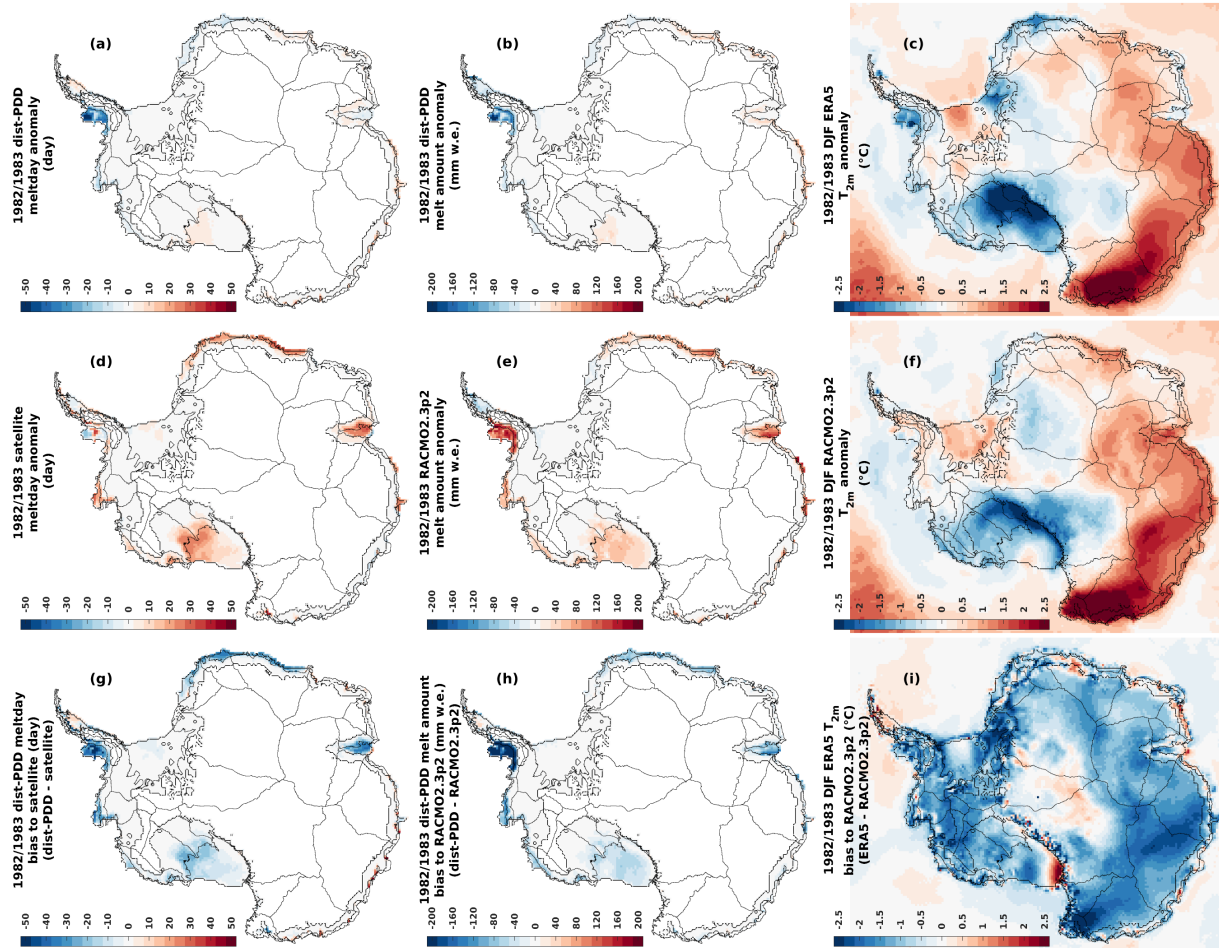 1982/1983 dist-PDD
meltday anomaly
(day)
(a)
-50
-40
-30
-20
-10
0
10
20
30
40
50
1982/1983 dist-PDD
melt amount anomaly
(mm w.e.)
(b)
-200
-160
-80
-40
0
40
80
120
160
200
1982/1983 DJF ERA5
T2m anomaly
(°C)
(c)
-2.5
-1.5
-1
-0.5
0
0.5
1
1.5
2.5
1982/1983 satellite
meltday anomaly
(day)
(d)
-50
-40
-30
-20
-10
0
10
20
30
40
50
1982/1983 RACMO2.3p2
melt amount anomaly
(mm w.e.)
(e)
-200
-160
-80
-40
0
40
80
120
160
200
1982/1983 DJF RACMO2.3p2
T2m anomaly
(°C)
(f)
-2.5
-1.5
-1
-0.5
0
0.5
1
1.5
2.5
1982/1983 dist-PDD meltday
bias to satellite (day)
(dist-PDD - satellite)
(g)
-50
-40
-30
-20
-10
0
10
20
30
40
50
1982/1983 dist-PDD melt amount
bias to RACMO2.3p2 (mm w.e.)
(dist-PDD - RACMO2.3p2)
(h)
-200
-160
-80
-40
0
40
80
120
160
200
1982/1983 DJF ERA5 T2m
bias to RACMO2.3p2 (°C)
(ERA5 - RACMO2.3p2)
(i)
-2.5
-1.5
-1
-0.5
0
0.5
1
1.5
2.5